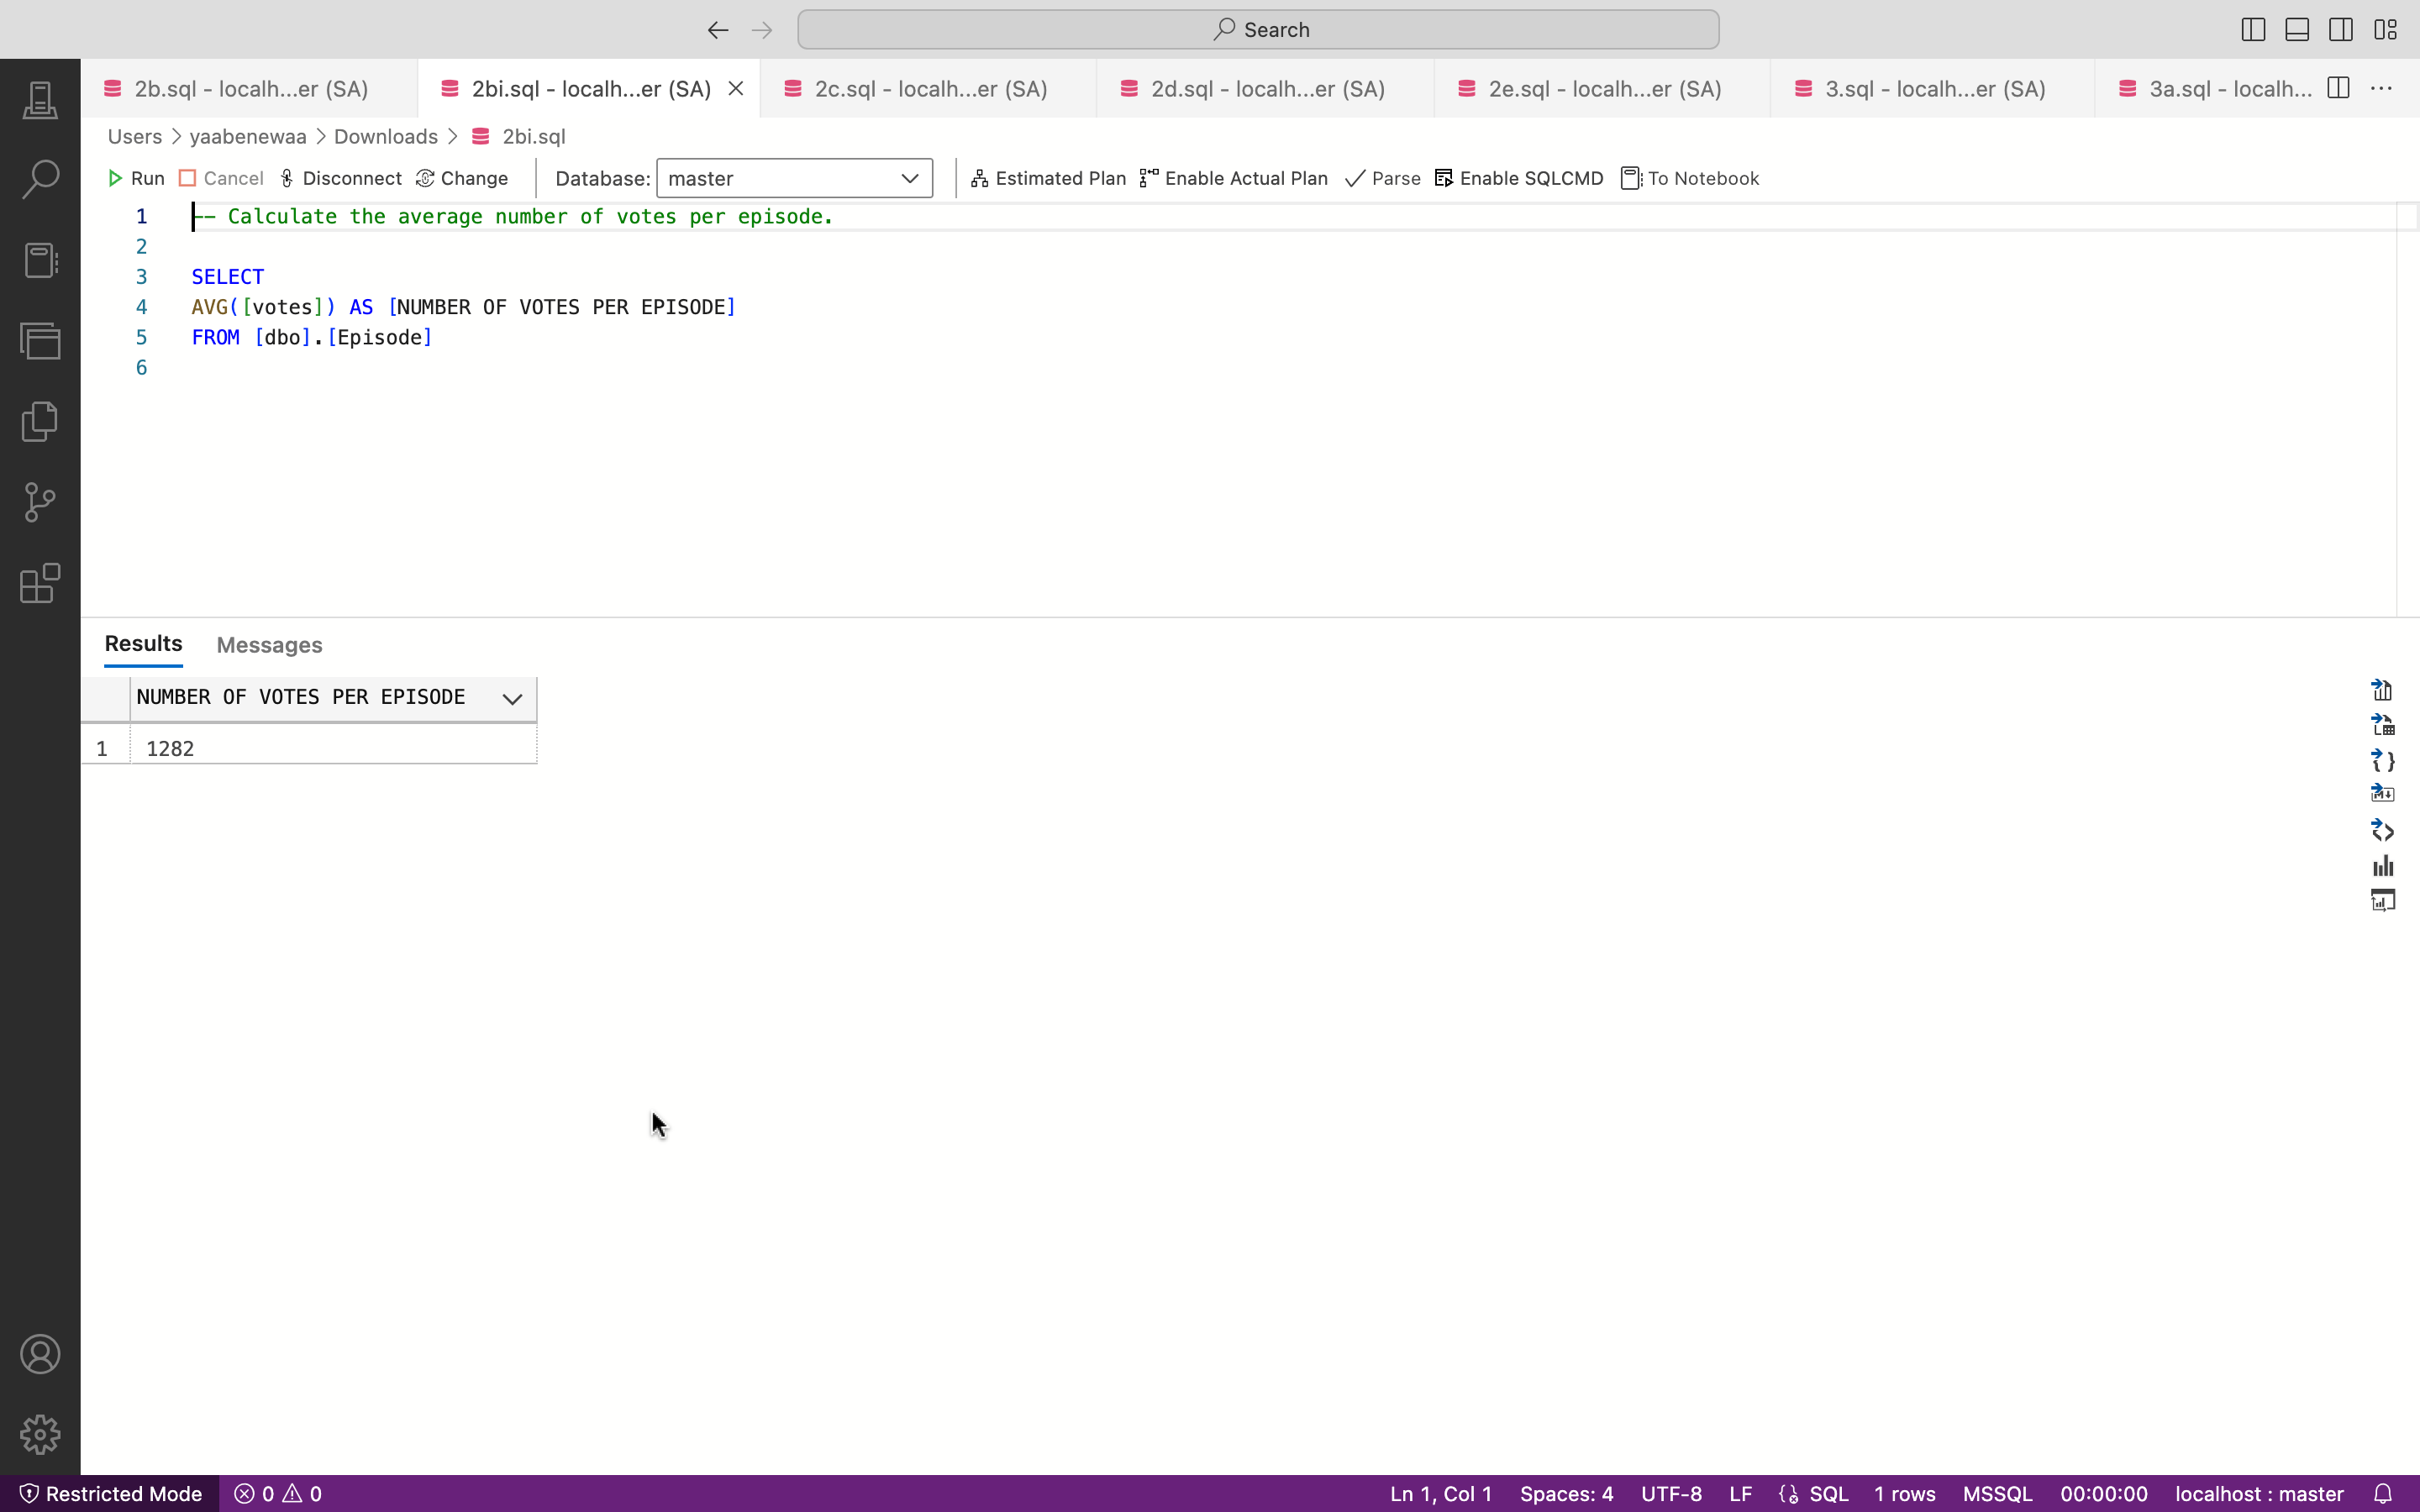 Search
2b.sql - localh...er (SA) 2bi.sql - localh...er (SA) 2c.sql - localh...er (SA) 2d.sql - localh...er (SA) 2e.sql - localh...er (SA) 3.sql - localh...er (SA) 3a.sql - localh...
Users > yaabenewaa > Downloads > 2bi.sql
Run Cancel Disconnect Change Database: master Estimated Plan Enable Actual Plan Parse Enable SQLCMD To Notebook
1 -- Calculate the average number of votes per episode.
2
3 SELECT
4 AVG([votes]) AS [NUMBER OF VOTES PER EPISODE]
5 FROM [dbo].[Episode]
6
Results Messages
NUMBER OF VOTES PER EPISODE
1 1282
Restricted Mode 0 0 Ln 1, Col 1 Spaces: 4 UTF-8 LF SQL 1 rows MSSQL 00:00:00 localhost : master